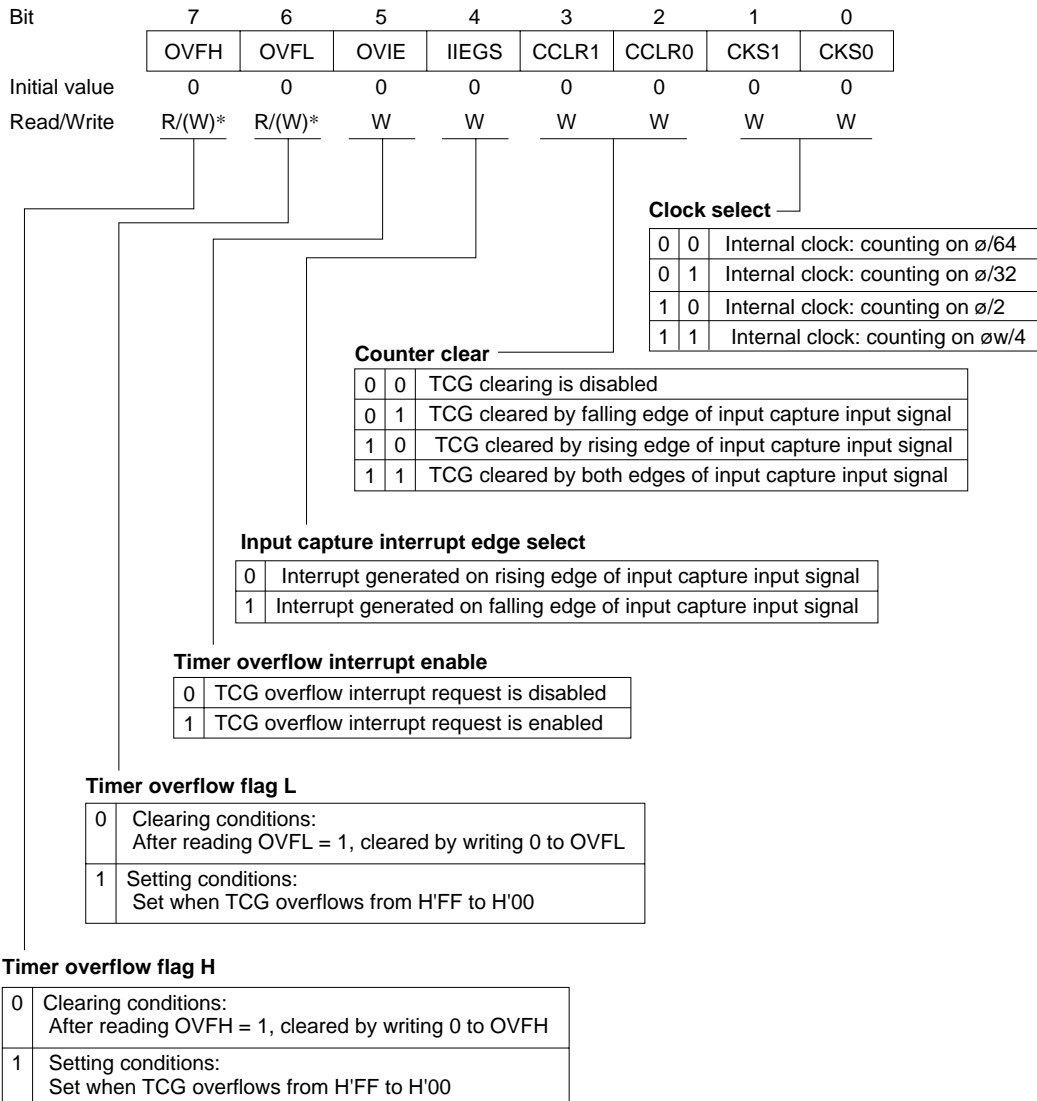 Bit 7 6 5 4 3 2 1 0
OVFH OVFL OVIE IIEGS CCLR1 CCLR0 CKS1 CKS0
Initial value 0 0 0 0 0 0 0 0
Read/Write R/(W)* R/(W)* W W W W W W
Clock select
0 0 Internal clock: counting on ø/64
0 1 Internal clock: counting on ø/32
1 0 Internal clock: counting on ø/2
1 1 Internal clock: counting on øw/4
Counter clear
0 0 TCG clearing is disabled
0 1 TCG cleared by falling edge of input capture input signal
1 0 TCG cleared by rising edge of input capture input signal
1 1 TCG cleared by both edges of input capture input signal
Input capture interrupt edge select
0 Interrupt generated on rising edge of input capture input signal
1 Interrupt generated on falling edge of input capture input signal
Timer overflow interrupt enable
0 TCG overflow interrupt request is disabled
1 TCG overflow interrupt request is enabled
Timer overflow flag L
0 Clearing conditions:
After reading OVFL = 1, cleared by writing 0 to OVFL
1 Setting conditions:
Set when TCG overflows from H'FF to H'00
Timer overflow flag H
0 Clearing conditions:
After reading OVFH = 1, cleared by writing 0 to OVFH
1 Setting conditions:
Set when TCG overflows from H'FF to H'00